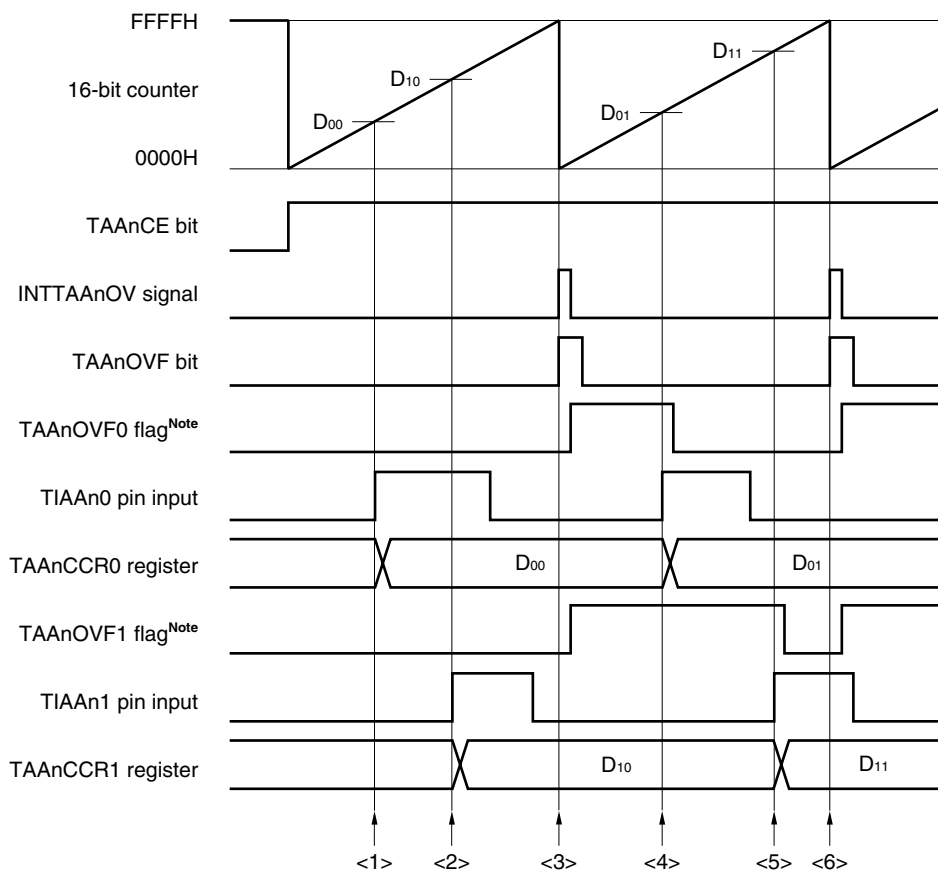 FFFFH
16-bit counter
0000H
D00
D10
D01
D11
TAAnCE bit
INTTAAnOV signal
TAAnOVF bit
TAAnOVF0 flagNote
TIAAn0 pin input
TAAnCCR0 register
D00
D01
TAAnOVF1 flagNote
TIAAn1 pin input
TAAnCCR1 register
D10
D11
<1> <2> <3> <4> <5> <6>